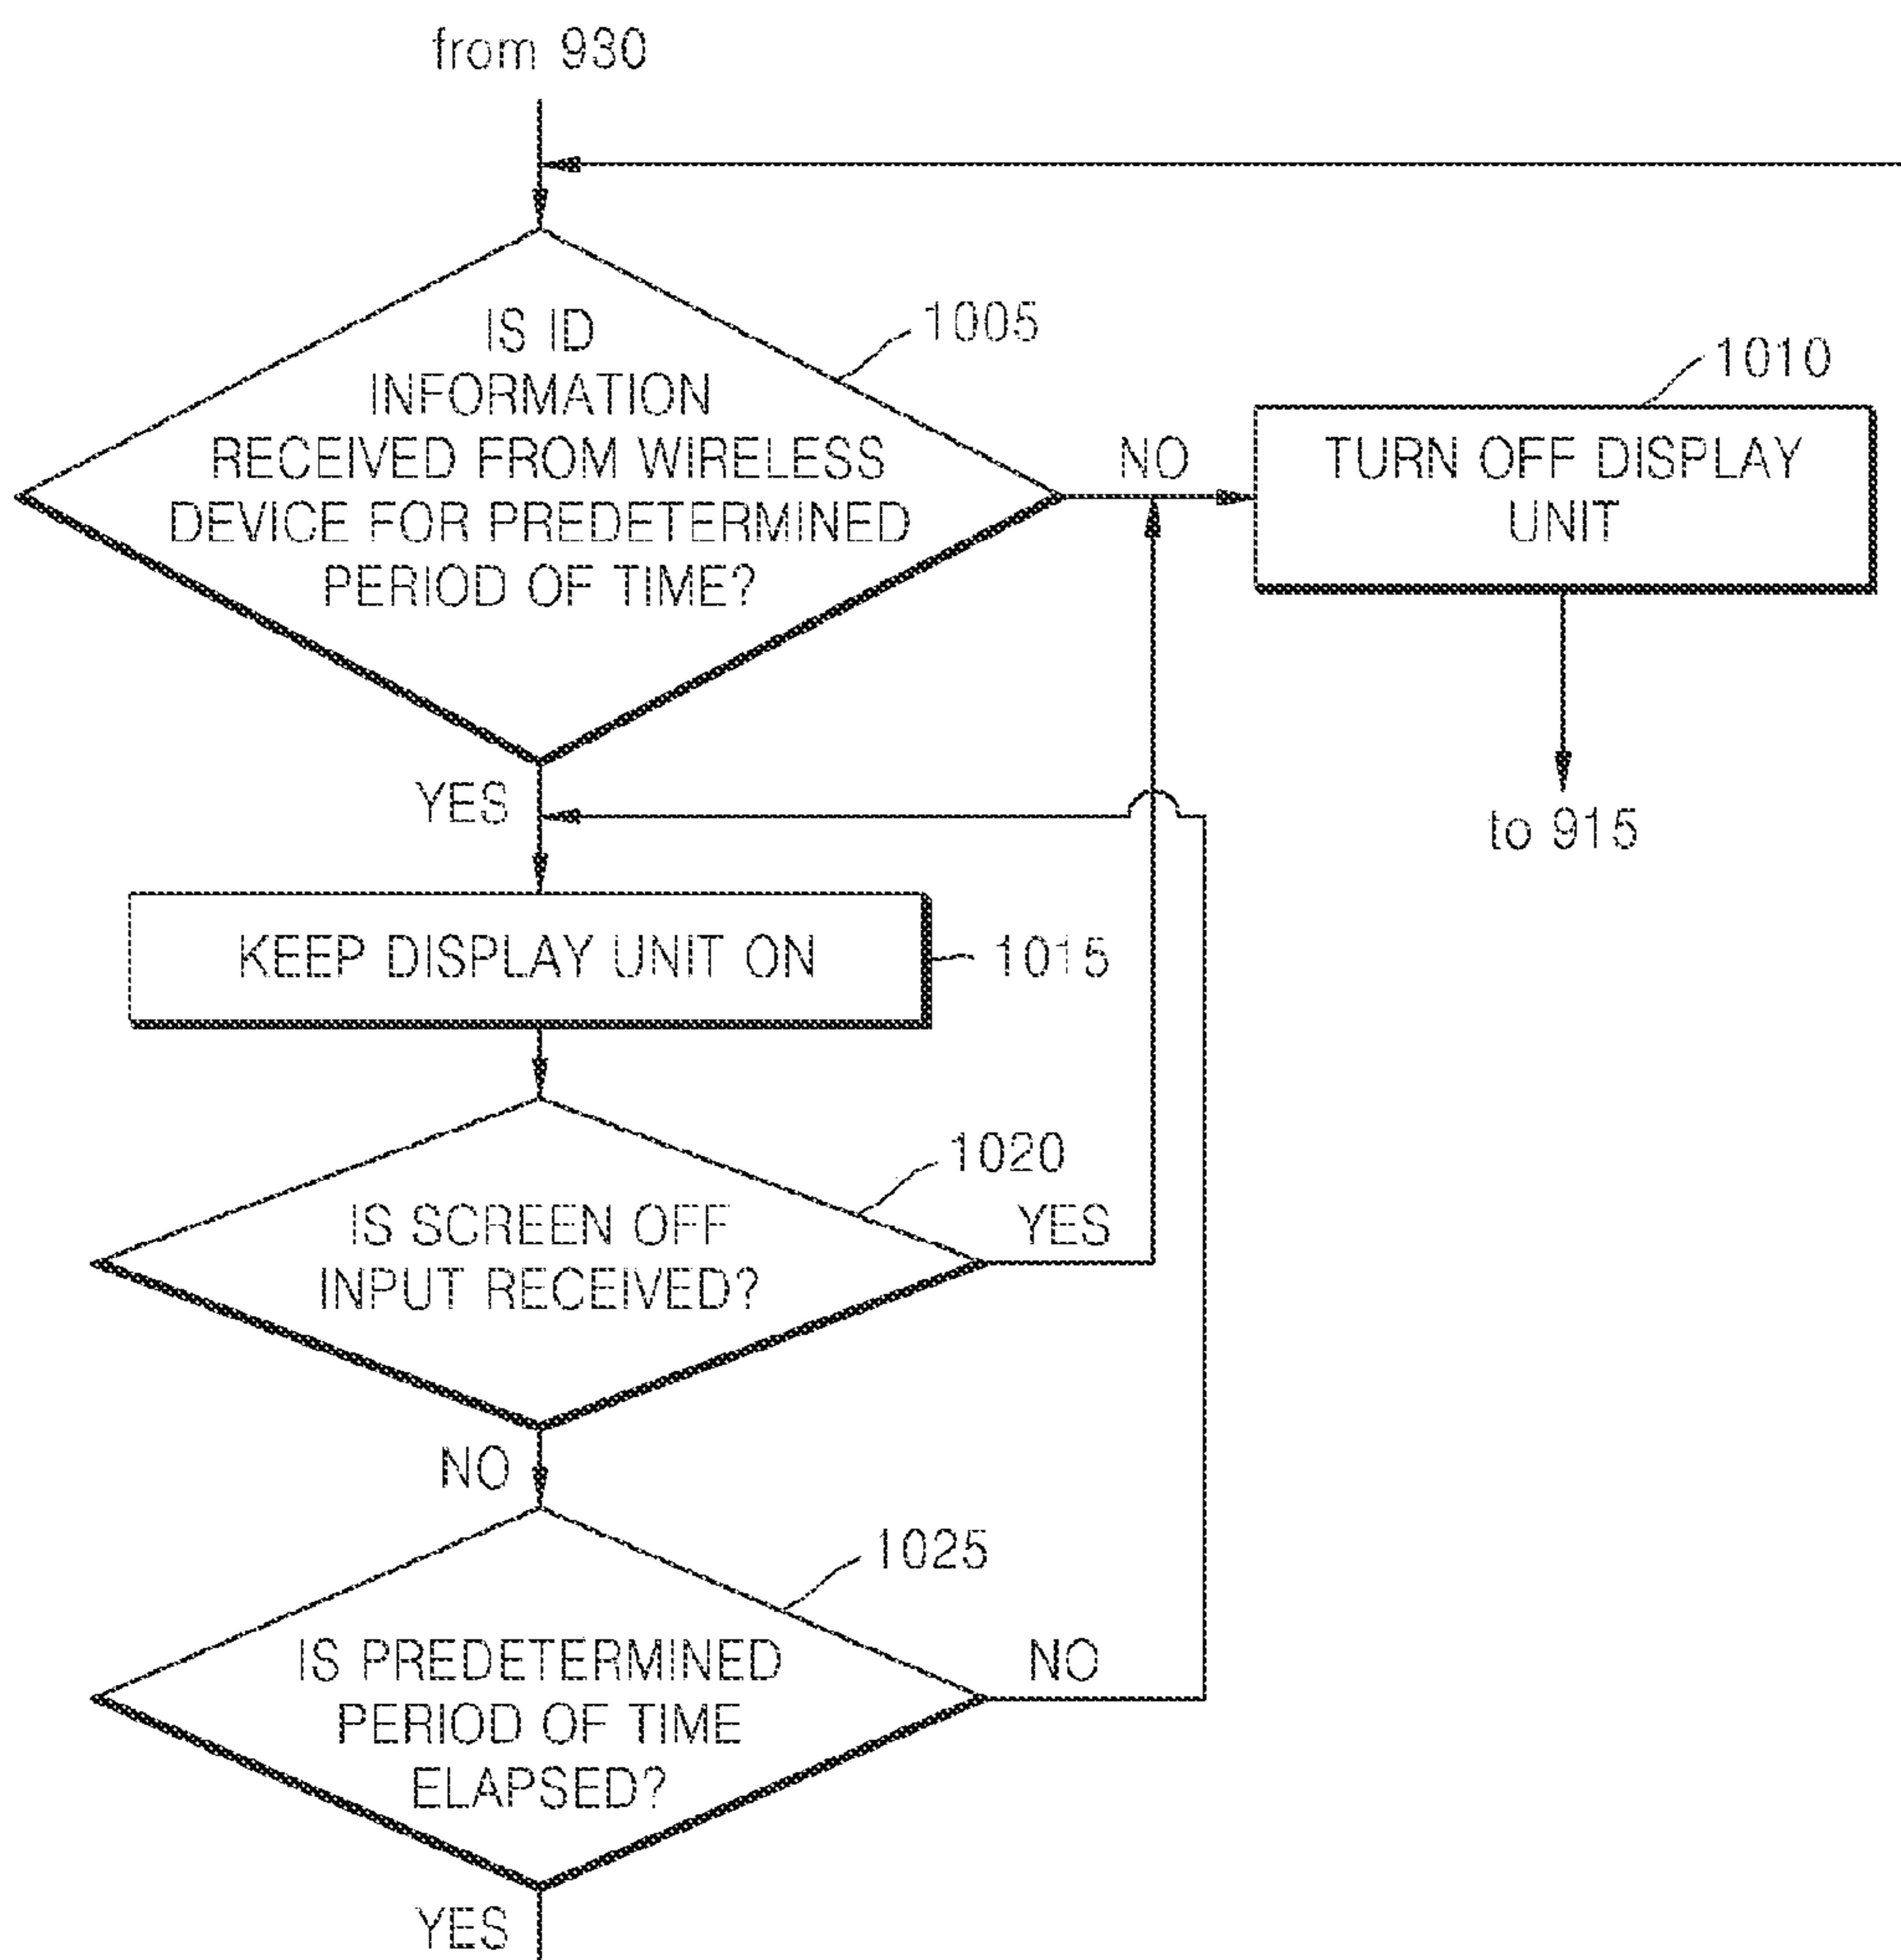 from 930
IS ID
INFORMATION
RECEIVED FROM WIRELESS
DEVICE FOR PREDETERMINED
PERIOD OF TIME?
1005
NO
1010
TURN OFF DISPLAY
UNIT
to 915
YES
KEEP DISPLAY UNIT ON
1015
1020
IS SCREEN OFF
INPUT RECEIVED?
YES
NO
1025
IS PREDETERMINED
PERIOD OF TIME
ELAPSED?
NO
YES